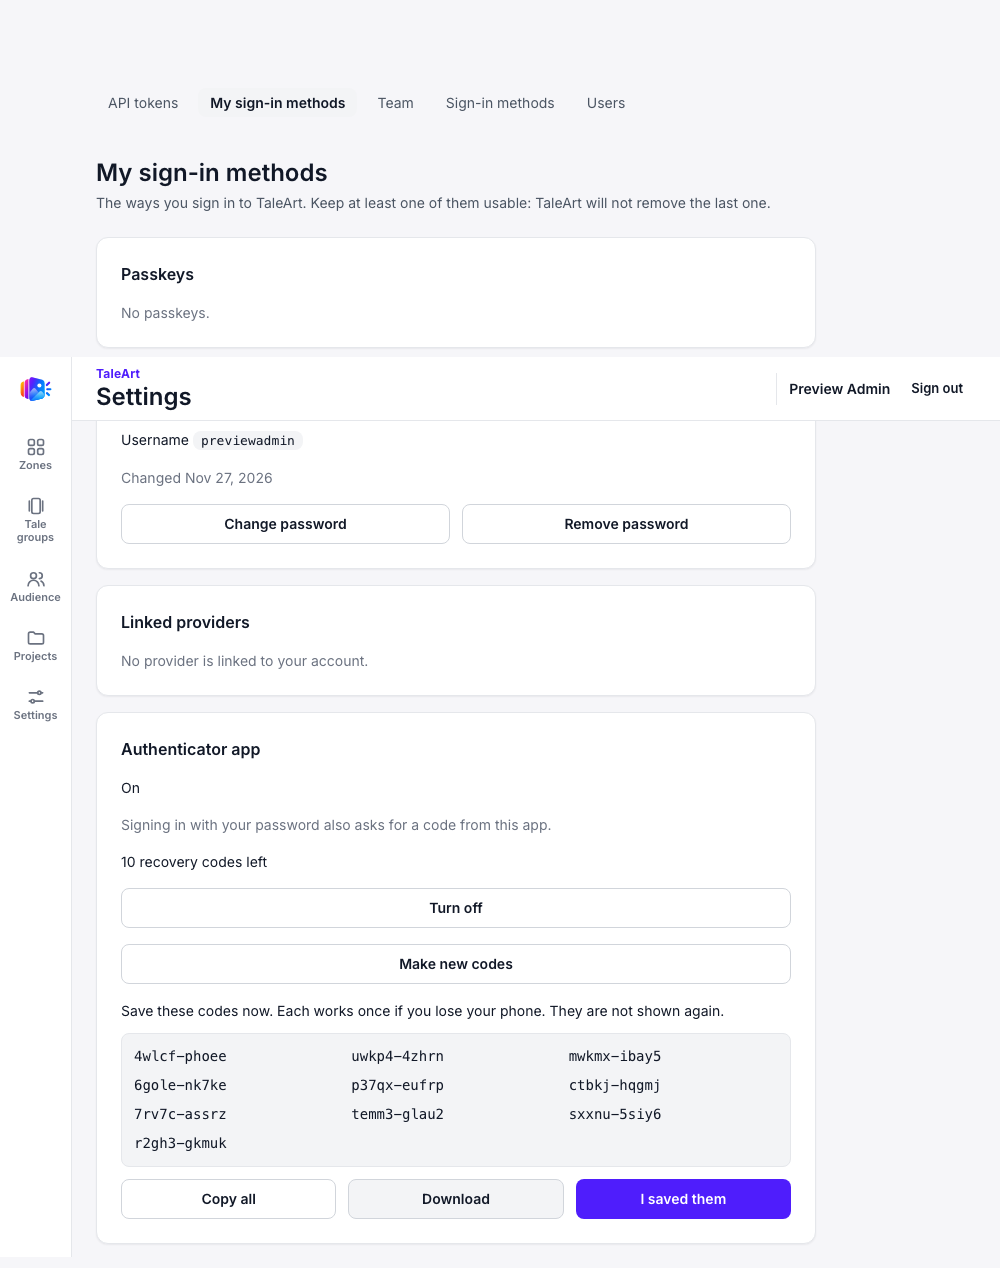 API tokens
My sign-in methods
Team
Sign-in methods
Users
My sign-in methods
The ways you sign in to TaleArt. Keep at least one of them usable: TaleArt will not remove the last one.
Passkeys
No passkeys.
TaleArt
Settings
Preview Admin
Sign out
Zones
Tale
groups
Audience
Projects
Settings
Username previewadmin
Changed Nov 27, 2026
Change password
Remove password
Linked providers
No provider is linked to your account.
Authenticator app
On
Signing in with your password also asks for a code from this app.
10 recovery codes left
Turn off
Make new codes
Save these codes now. Each works once if you lose your phone. They are not shown again.
4wlcf-phoee uwkp4-4zhrn mwkmx-ibay5
6gole-nk7ke p37qx-eufrp ctbkj-hqgmj
7rv7c-assrz temm3-glau2 sxxnu-5siy6
r2gh3-gkmuk
Copy all
Download
I saved them